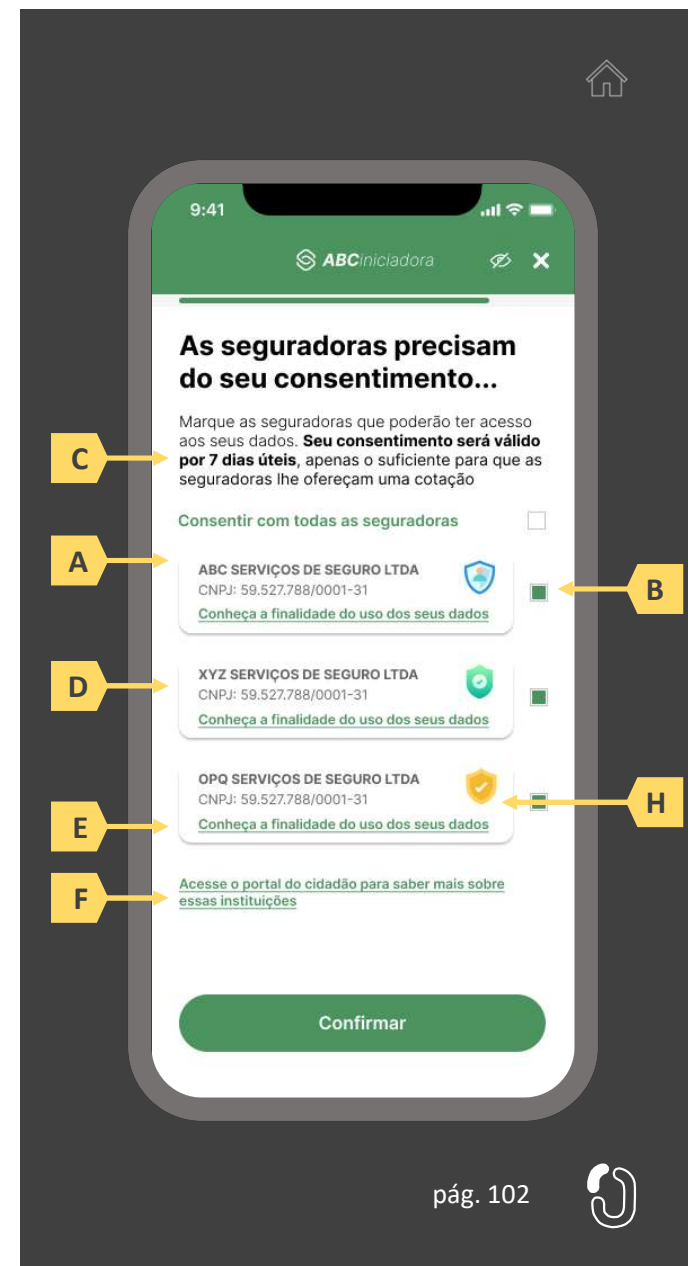 9:41
ABCiniciadora
As seguradoras precisam
do seu consentimento...
Marque as seguradoras que poderão ter acesso
aos seus dados. Seu consentimento será válido
por 7 dias úteis, apenas o suficiente para que as
seguradoras lhe ofereçam uma cotação
C
Consentir com todas as seguradoras
A
ABC SERVIÇOS DE SEGURO LTDA
CNPJ: 59.527.788/0001-31
Conheça a finalidade do uso dos seus dados
B
D
XYZ SERVIÇOS DE SEGURO LTDA
CNPJ: 59.527.788/0001-31
Conheça a finalidade do uso dos seus dados
OPQ SERVIÇOS DE SEGURO LTDA
CNPJ: 59.527.788/0001-31
H
E
Conheça a finalidade do uso dos seus dados
F
Acesse o portal do cidadão para saber mais sobre
essas instituições
Confirmar
pág. 102